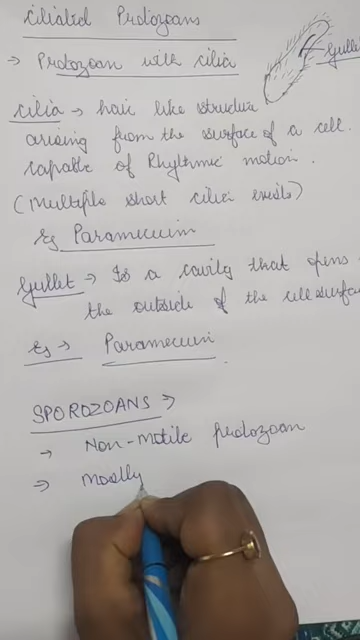 Ciliated Protozoans
→ Protozoan with cilia
Gullet
Cilia → hair like structure
arising from the surface of a cell.
capable of Rhythmic motion.
(Multiple short cilia exists)
Eg Paramecuim
Gullet → Is a cavity that opens
the outside of the cell surface
Eg → Paramecuim
SPOROZOANS →
→ Non-motile protozoan
⇒ Mostly